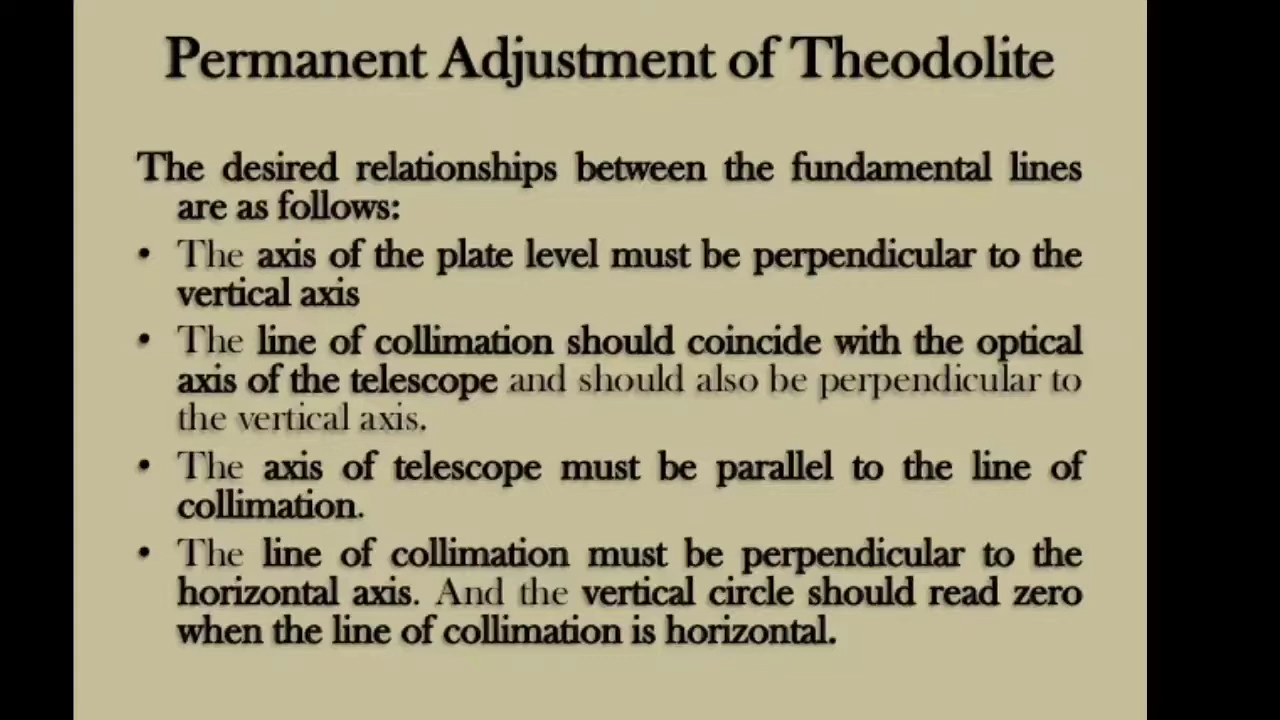 Permanent Adjustment of Theodolite
The desired relationships between the fundamental lines
are as follows:
• The axis of the plate level must be perpendicular to the
vertical axis
• The line of collimation should coincide with the optical
axis of the telescope and should also be perpendicular to
the vertical axis.
• The axis of telescope must be parallel to the line of
collimation.
• The line of collimation must be perpendicular to the
horizontal axis. And the vertical circle should read zero
when the line of collimation is horizontal.